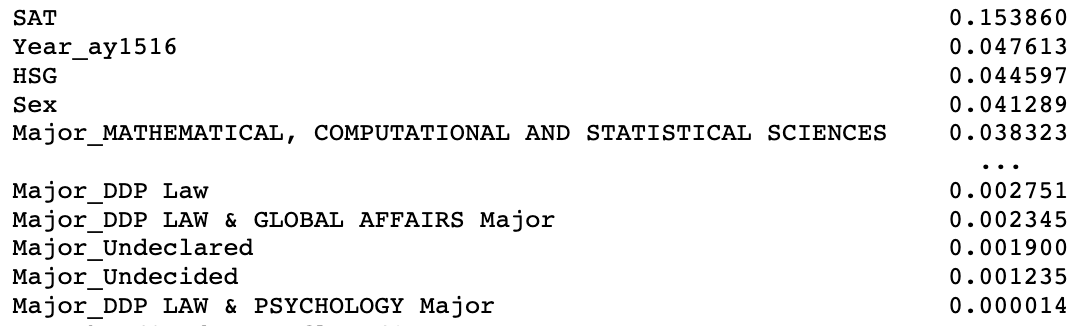 SAT 0.153860
Year_ay1516 0.047613
HSG 0.044597
Sex 0.041289
Major_MATHEMATICAL, COMPUTATIONAL AND STATISTICAL SCIENCES 0.038323
...
Major_DDP Law 0.002751
Major_DDP LAW & GLOBAL AFFAIRS Major 0.002345
Major_Undeclared 0.001900
Major_Undecided 0.001235
Major_DDP LAW & PSYCHOLOGY Major 0.000014